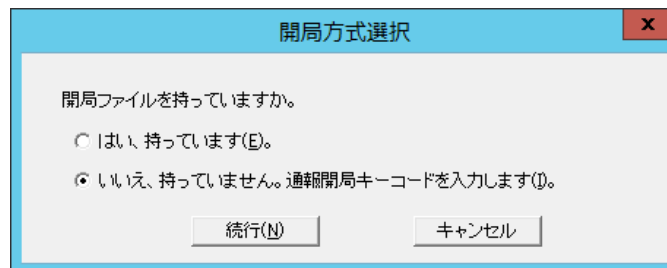 開局方式選択
x
開局ファイルを持っていますか。
はい、持っています(E)。
いいえ、持っていません。通報開局キーコードを入力します(I)。
続行(N)
キャンセル